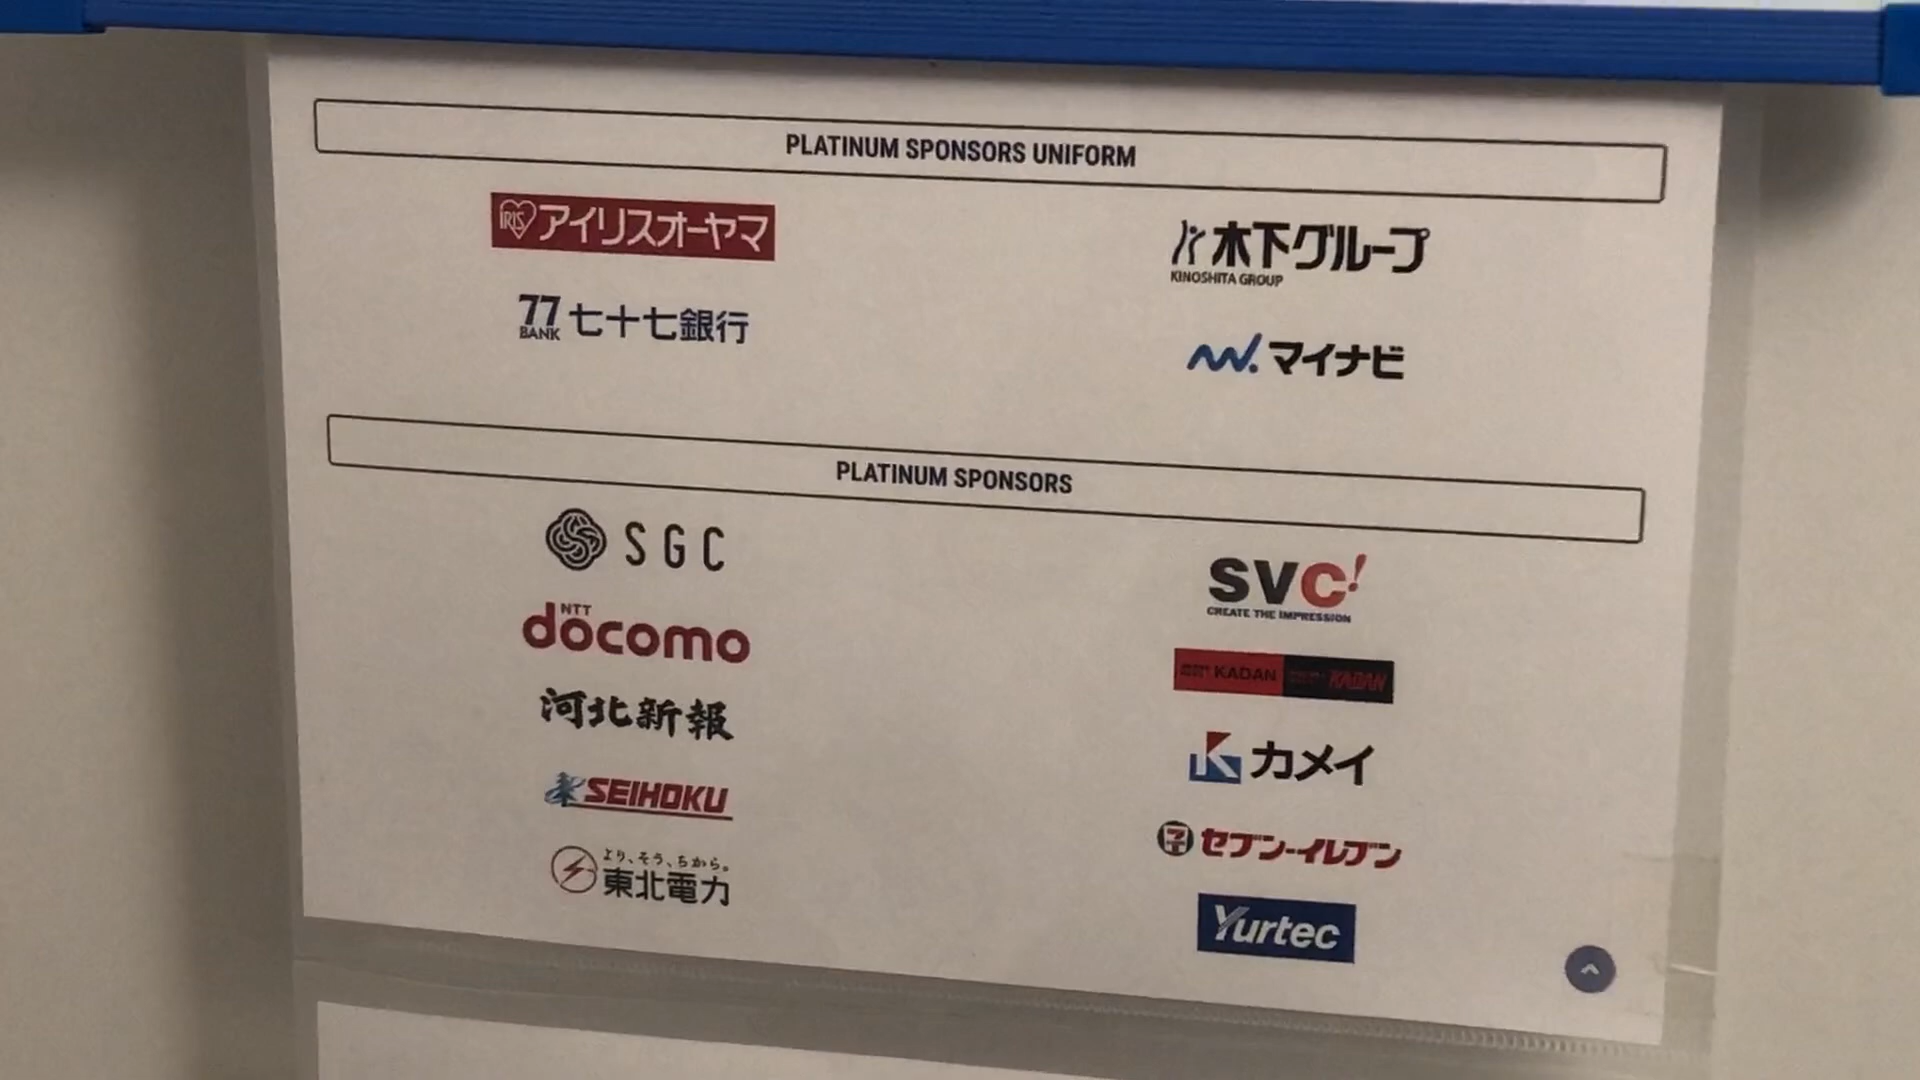 PLATINUM SPONSORS UNIFORM
IRIS アイリスオーヤマ
木下グループ
KINOSHITA GROUP
77 BANK 七十七銀行
マイナビ
PLATINUM SPONSORS
SGC
SVC!
CREATE THE IMPRESSION
NTT
docomo
KADAN KADAN
河北新報
カメイ
SEIHOKU
セブン-イレブン
より、そう、ちから。
東北電力
Yurtec